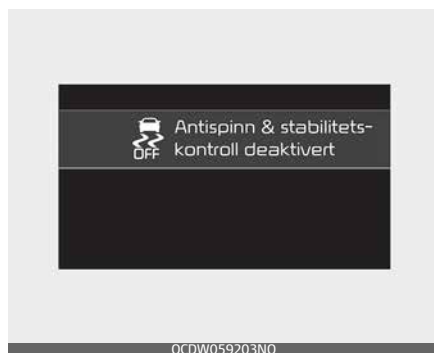 Antispinn & stabilitets-
OFF kontroll deaktivert
OCDW059203NO